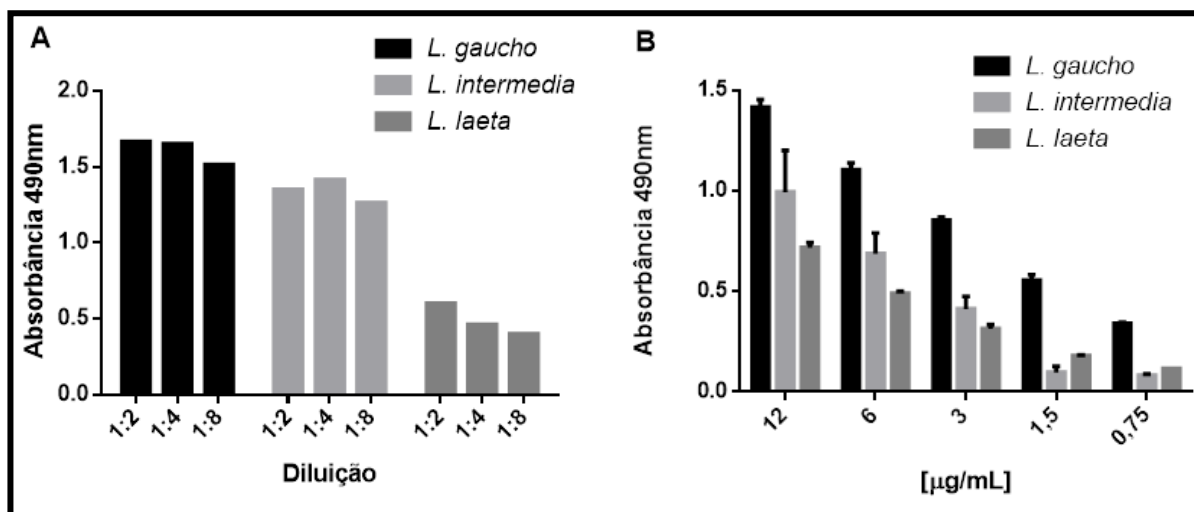 A
L. gaucho
L. intermedia
L. laeta
Absorbância 490nm
2.0
1.5
1.0
0.5
0.0
1:2 1:4 1:8 1:2 1:4 1:8 1:2 1:4 1:8
Diluição
B
L. gaucho
L. intermedia
L. laeta
Absorbância 490nm
1.5
1.0
0.5
0.0
12 6 3 1,5 0,75
[μg/mL]